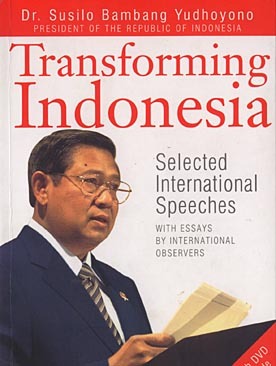 Dr. Susilo Bambang Yudhoyono
PRESIDENT OF THE REPUBLIC OF INDONESIA
Transforming
Indonesia
Selected
International
Speeches
WITH ESSAYS
BY INTERNATIONAL
OBSERVERS
DVD